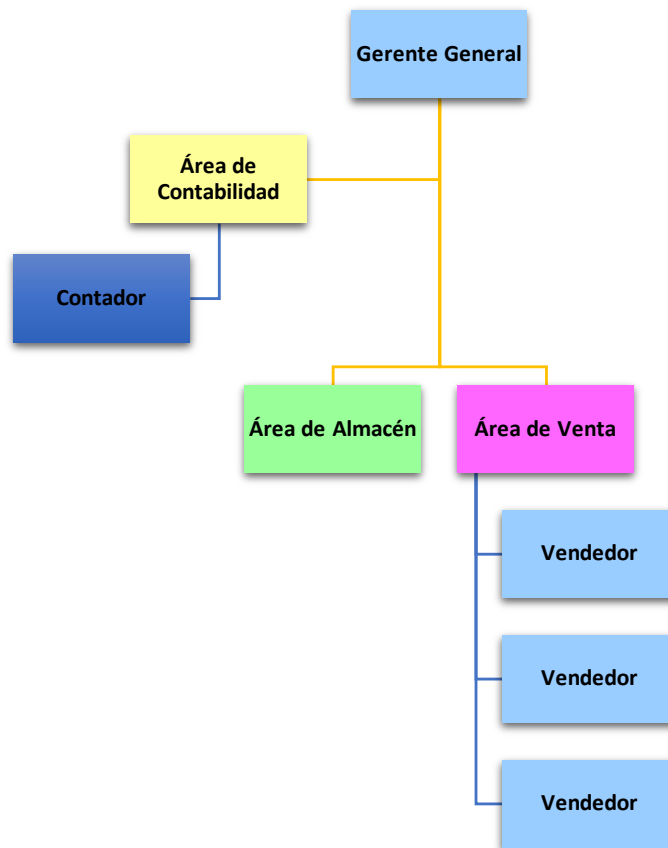 Gerente General
Área de
Contabilidad
Contador
Área de Almacén
Área de Venta
Vendedor
Vendedor
Vendedor